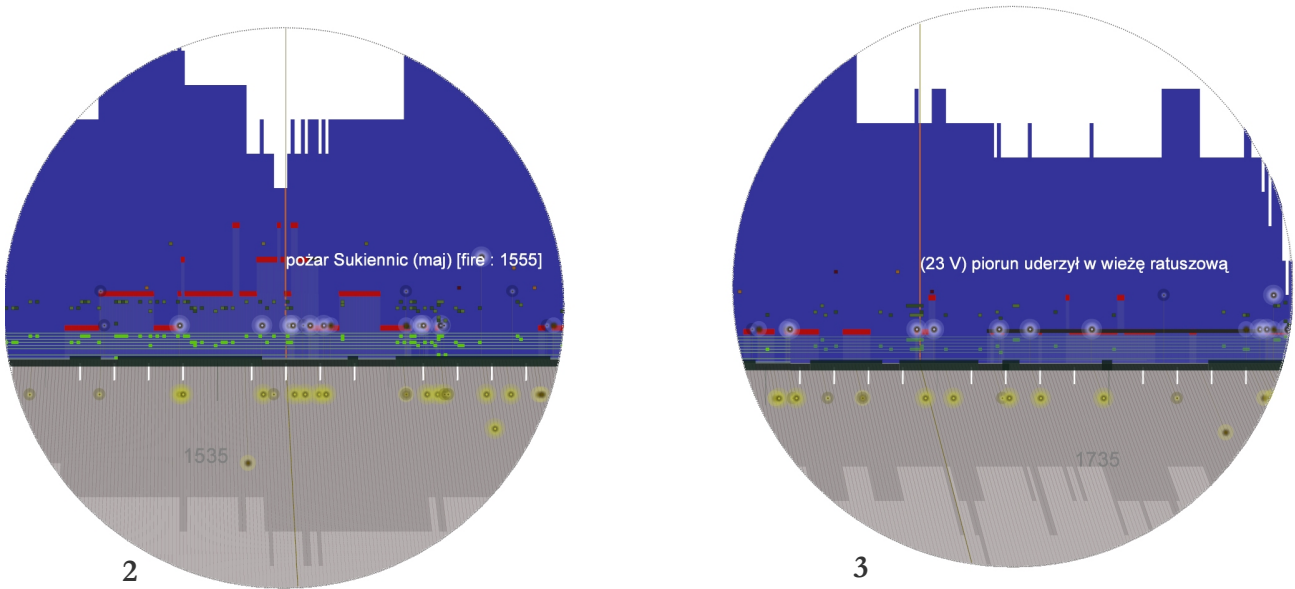 pożar Sukiennic (maj) [fire : 1555]
(23 V) piorun uderzył w wieżę ratuszową
1535
1735
2
3